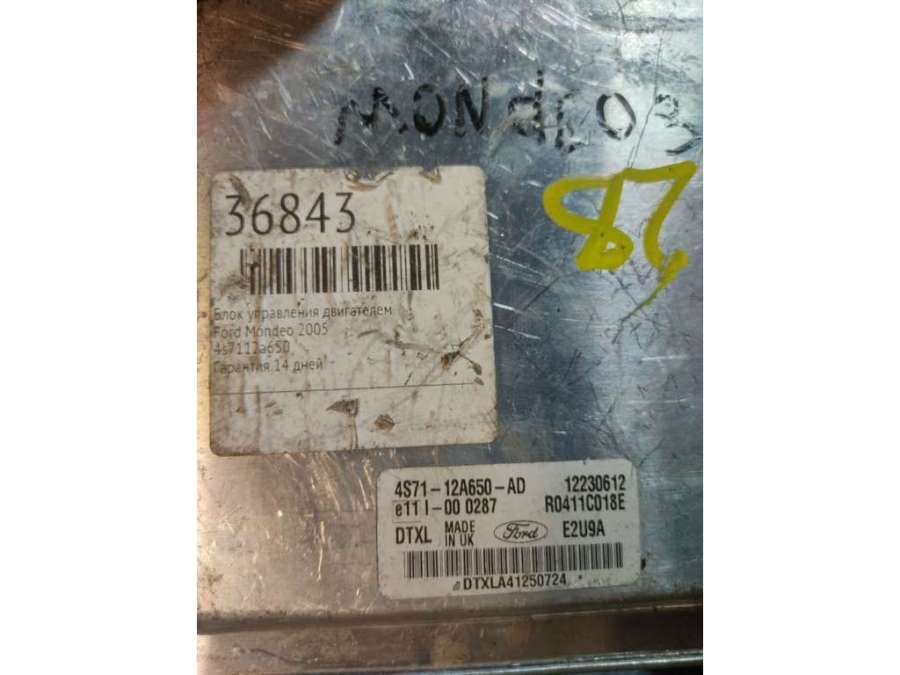 MONDEO 3
36843
Блок управления двигателем
Ford Mondeo 2005
4s7112a650
Гарантия 14 дней
4S71-12A650-AD 12230612
e11 I-00 0287 R0411C018E
DTXL MADE IN UK Ford E2U9A
DTXLA41250724